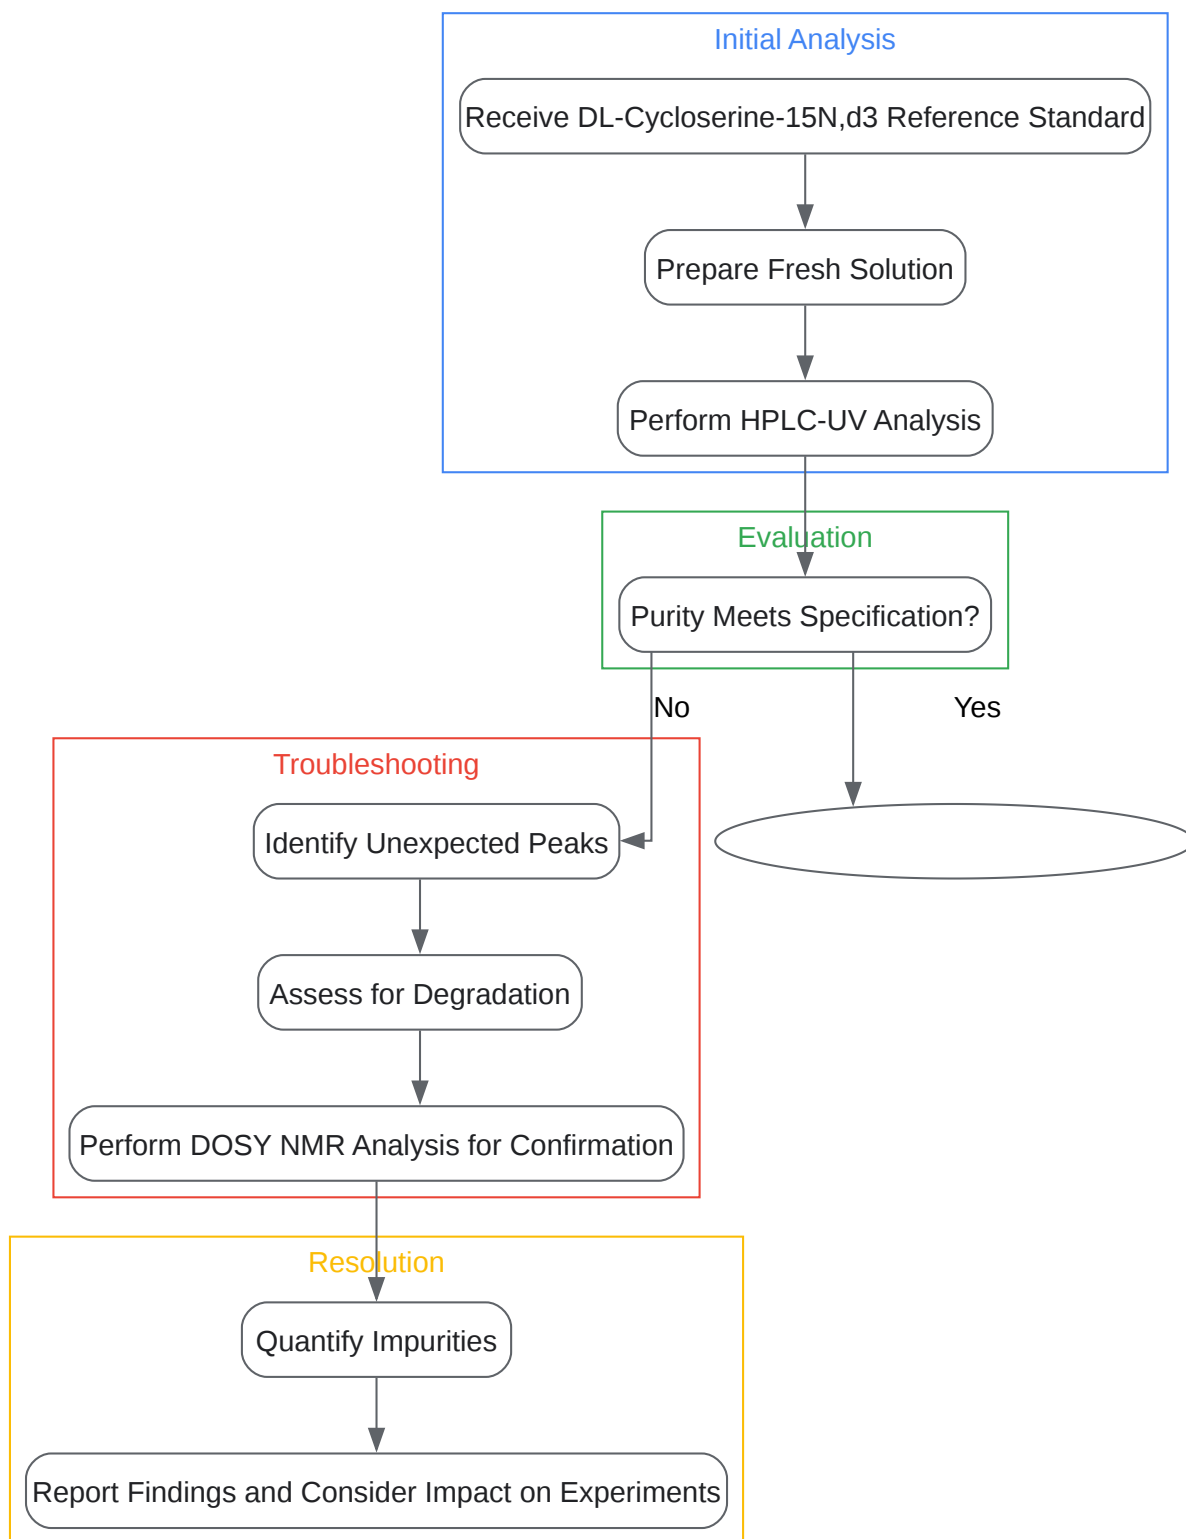 Initial Analysis
Receive DL-Cycloserine-15N,d3 Reference Standard
Prepare Fresh Solution
Perform HPLC-UV Analysis
Evaluation
Purity Meets Specification?
No
Yes
Troubleshooting
Identify Unexpected Peaks
Assess for Degradation
Perform DOSY NMR Analysis for Confirmation
Resolution
Quantify Impurities
Report Findings and Consider Impact on Experiments